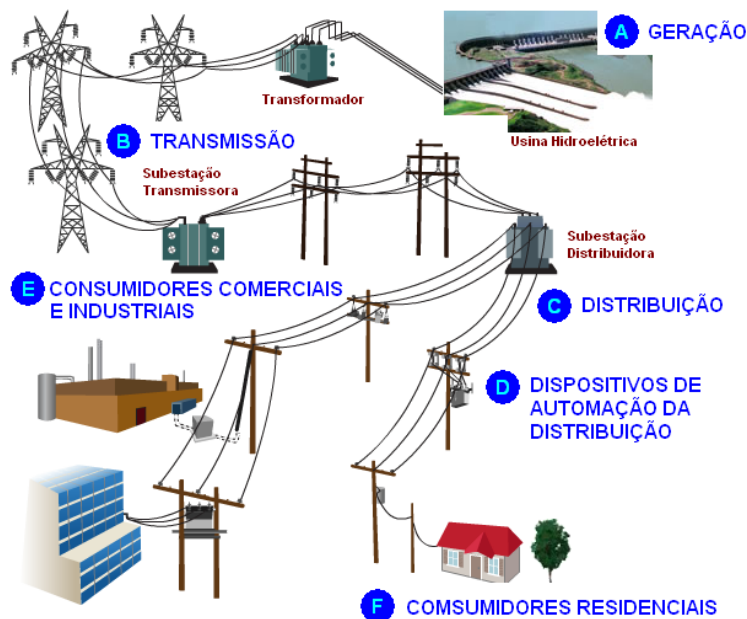 A GERAÇÃO
Transformador
Usina Hidroelétrica
B TRANSMISSÃO
Subestação
Transmissora
Subestação
Distribuidora
E CONSUMIDORES COMERCIAIS
E INDUSTRIAIS
C DISTRIBUIÇÃO
D DISPOSITIVOS DE
AUTOMAÇÃO DA
DISTRIBUIÇÃO
F COMSUMIDORES RESIDENCIAIS